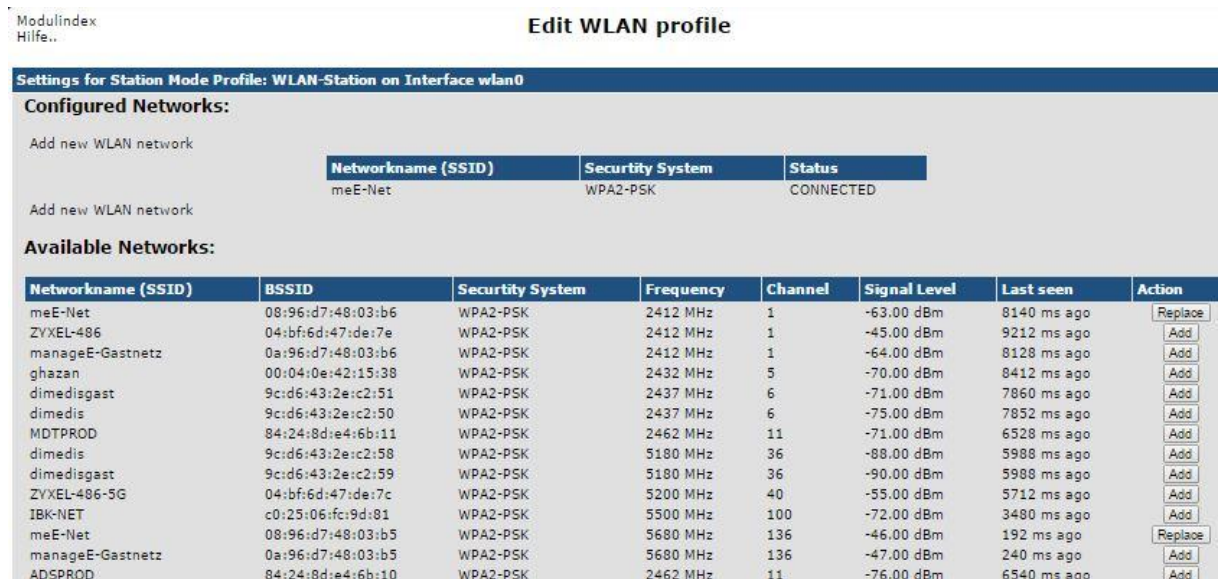 Modulindex
Hilfe..
Edit WLAN profile
Settings for Station Mode Profile: WLAN-Station on Interface wlan0
Configured Networks:
Add new WLAN network
Networkname (SSID) Securtity System Status
meE-Net WPA2-PSK CONNECTED
Add new WLAN network
Available Networks:
Networkname (SSID) BSSID Securtity System Frequency Channel Signal Level Last seen Action
meE-Net 08:96:d7:48:03:b6 WPA2-PSK 2412 MHz 1 -63.00 dBm 8140 ms ago Replace
ZYXEL-486 04:bf:6d:47:de:7e WPA2-PSK 2412 MHz 1 -45.00 dBm 9212 ms ago Add
manageE-Gastnetz 0a:96:d7:48:03:b6 WPA2-PSK 2412 MHz 1 -64.00 dBm 8128 ms ago Add
ghazan 00:04:0e:42:15:38 WPA2-PSK 2432 MHz 5 -70.00 dBm 8412 ms ago Add
dimedisgast 9c:d6:43:2e:c2:51 WPA2-PSK 2437 MHz 6 -71.00 dBm 7860 ms ago Add
dimedis 9c:d6:43:2e:c2:50 WPA2-PSK 2437 MHz 6 -75.00 dBm 7852 ms ago Add
MDTPROD 84:24:8d:e4:6b:11 WPA2-PSK 2462 MHz 11 -71.00 dBm 6528 ms ago Add
dimedis 9c:d6:43:2e:c2:58 WPA2-PSK 5180 MHz 36 -88.00 dBm 5988 ms ago Add
dimedisgast 9c:d6:43:2e:c2:59 WPA2-PSK 5180 MHz 36 -90.00 dBm 5988 ms ago Add
ZYXEL-486-5G 04:bf:6d:47:de:7c WPA2-PSK 5200 MHz 40 -55.00 dBm 5712 ms ago Add
IBK-NET c0:25:06:fc:9d:81 WPA2-PSK 5500 MHz 100 -72.00 dBm 3480 ms ago Add
meE-Net 08:96:d7:48:03:b5 WPA2-PSK 5680 MHz 136 -46.00 dBm 192 ms ago Replace
manageE-Gastnetz 0a:96:d7:48:03:b5 WPA2-PSK 5680 MHz 136 -47.00 dBm 240 ms ago Add
ADSPROD 84:24:8d:e4:6b:10 WPA2-PSK 2462 MHz 11 -76.00 dBm 6540 ms ago Add